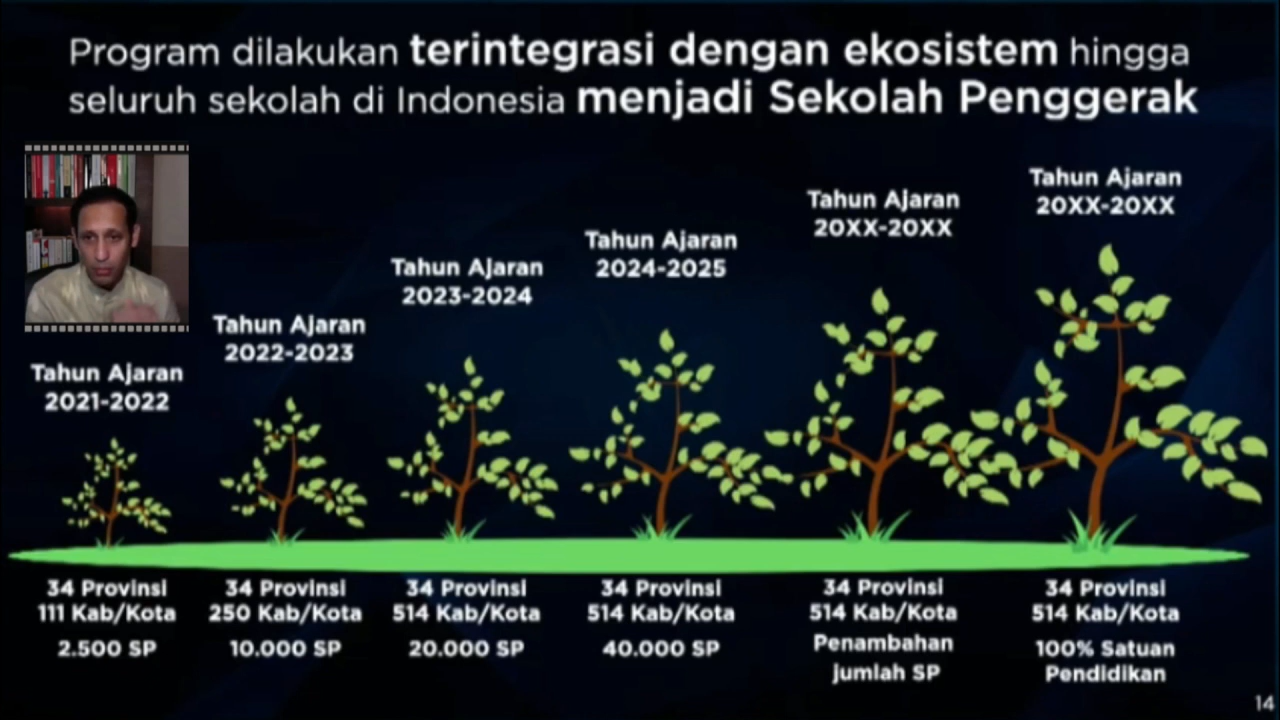 Program dilakukan terintegrasi dengan ekosistem hingga
seluruh sekolah di Indonesia menjadi Sekolah Penggerak
Tahun Ajaran
2021-2022
Tahun Ajaran
2022-2023
Tahun Ajaran
2023-2024
Tahun Ajaran
2024-2025
Tahun Ajaran
20XX-20XX
Tahun Ajaran
20XX-20XX
34 Provinsi
111 Kab/Kota
2.500 SP
34 Provinsi
250 Kab/Kota
10.000 SP
34 Provinsi
514 Kab/Kota
20.000 SP
34 Provinsi
514 Kab/Kota
40.000 SP
34 Provinsi
514 Kab/Kota
Penambahan
jumlah SP
34 Provinsi
514 Kab/Kota
100% Satuan
Pendidikan
14